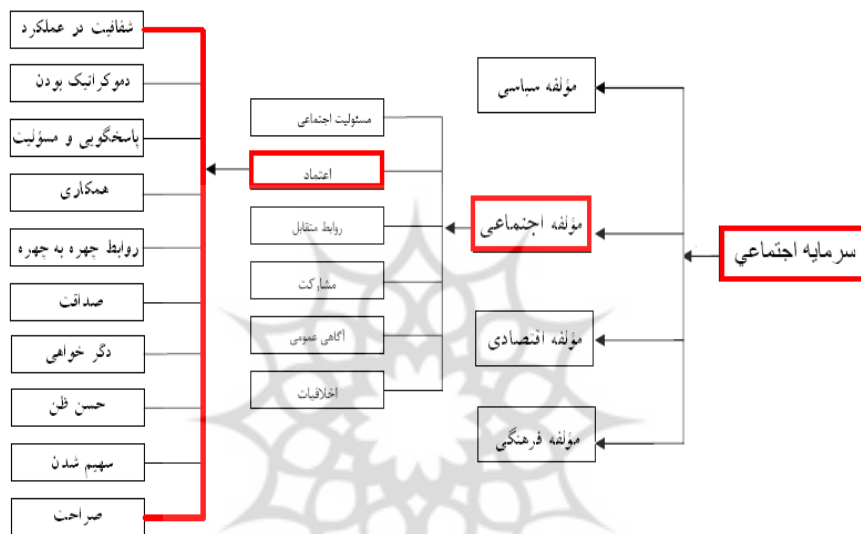 سرمایه اجتماعی
مؤلفه سیاسی
مؤلفه اجتماعی
مؤلفه اقتصادی
مؤلفه فرهنگی
مسئولیت اجتماعی
اعتماد
روابط متقابل
مشارکت
آگاهی عمومی
اخلاقیات
شفافیت در عملکرد
دموکراتیک بودن
پاسخگویی و مسؤلیت
همکاری
روابط چهره به چهره
صداقت
دگر خواهی
حسن ظن
سهیم شدن
صراحت